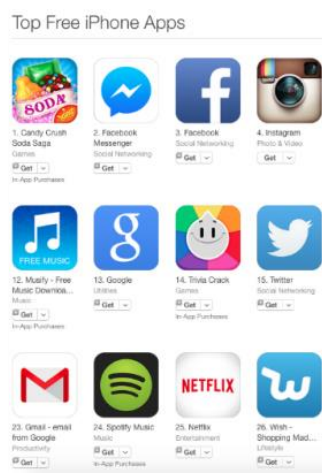 Top Free iPhone Apps
SODA
1. Candy Crush
Soda Saga
Games
Get
In-App Purchases
2. Facebook
Messenger
Social Networking
Get
3. Facebook
Social Networking
Get
4. Instagram
Photo & Video
Get
FREE MUSIC
12. Musify - Free
Music Downloa...
Music
Get
In-App Purchases
13. Google
Utilities
Get
14. Trivia Crack
Games
Get
In-App Purchases
15. Twitter
Social Networking
Get
23. Gmail - email
from Google
Productivity
Get
24. Spotify Music
Music
Get
In-App Purchases
NETFLIX
25. Netflix
Entertainment
Get
26. Wish -
Shopping Mad...
Lifestyle
Get